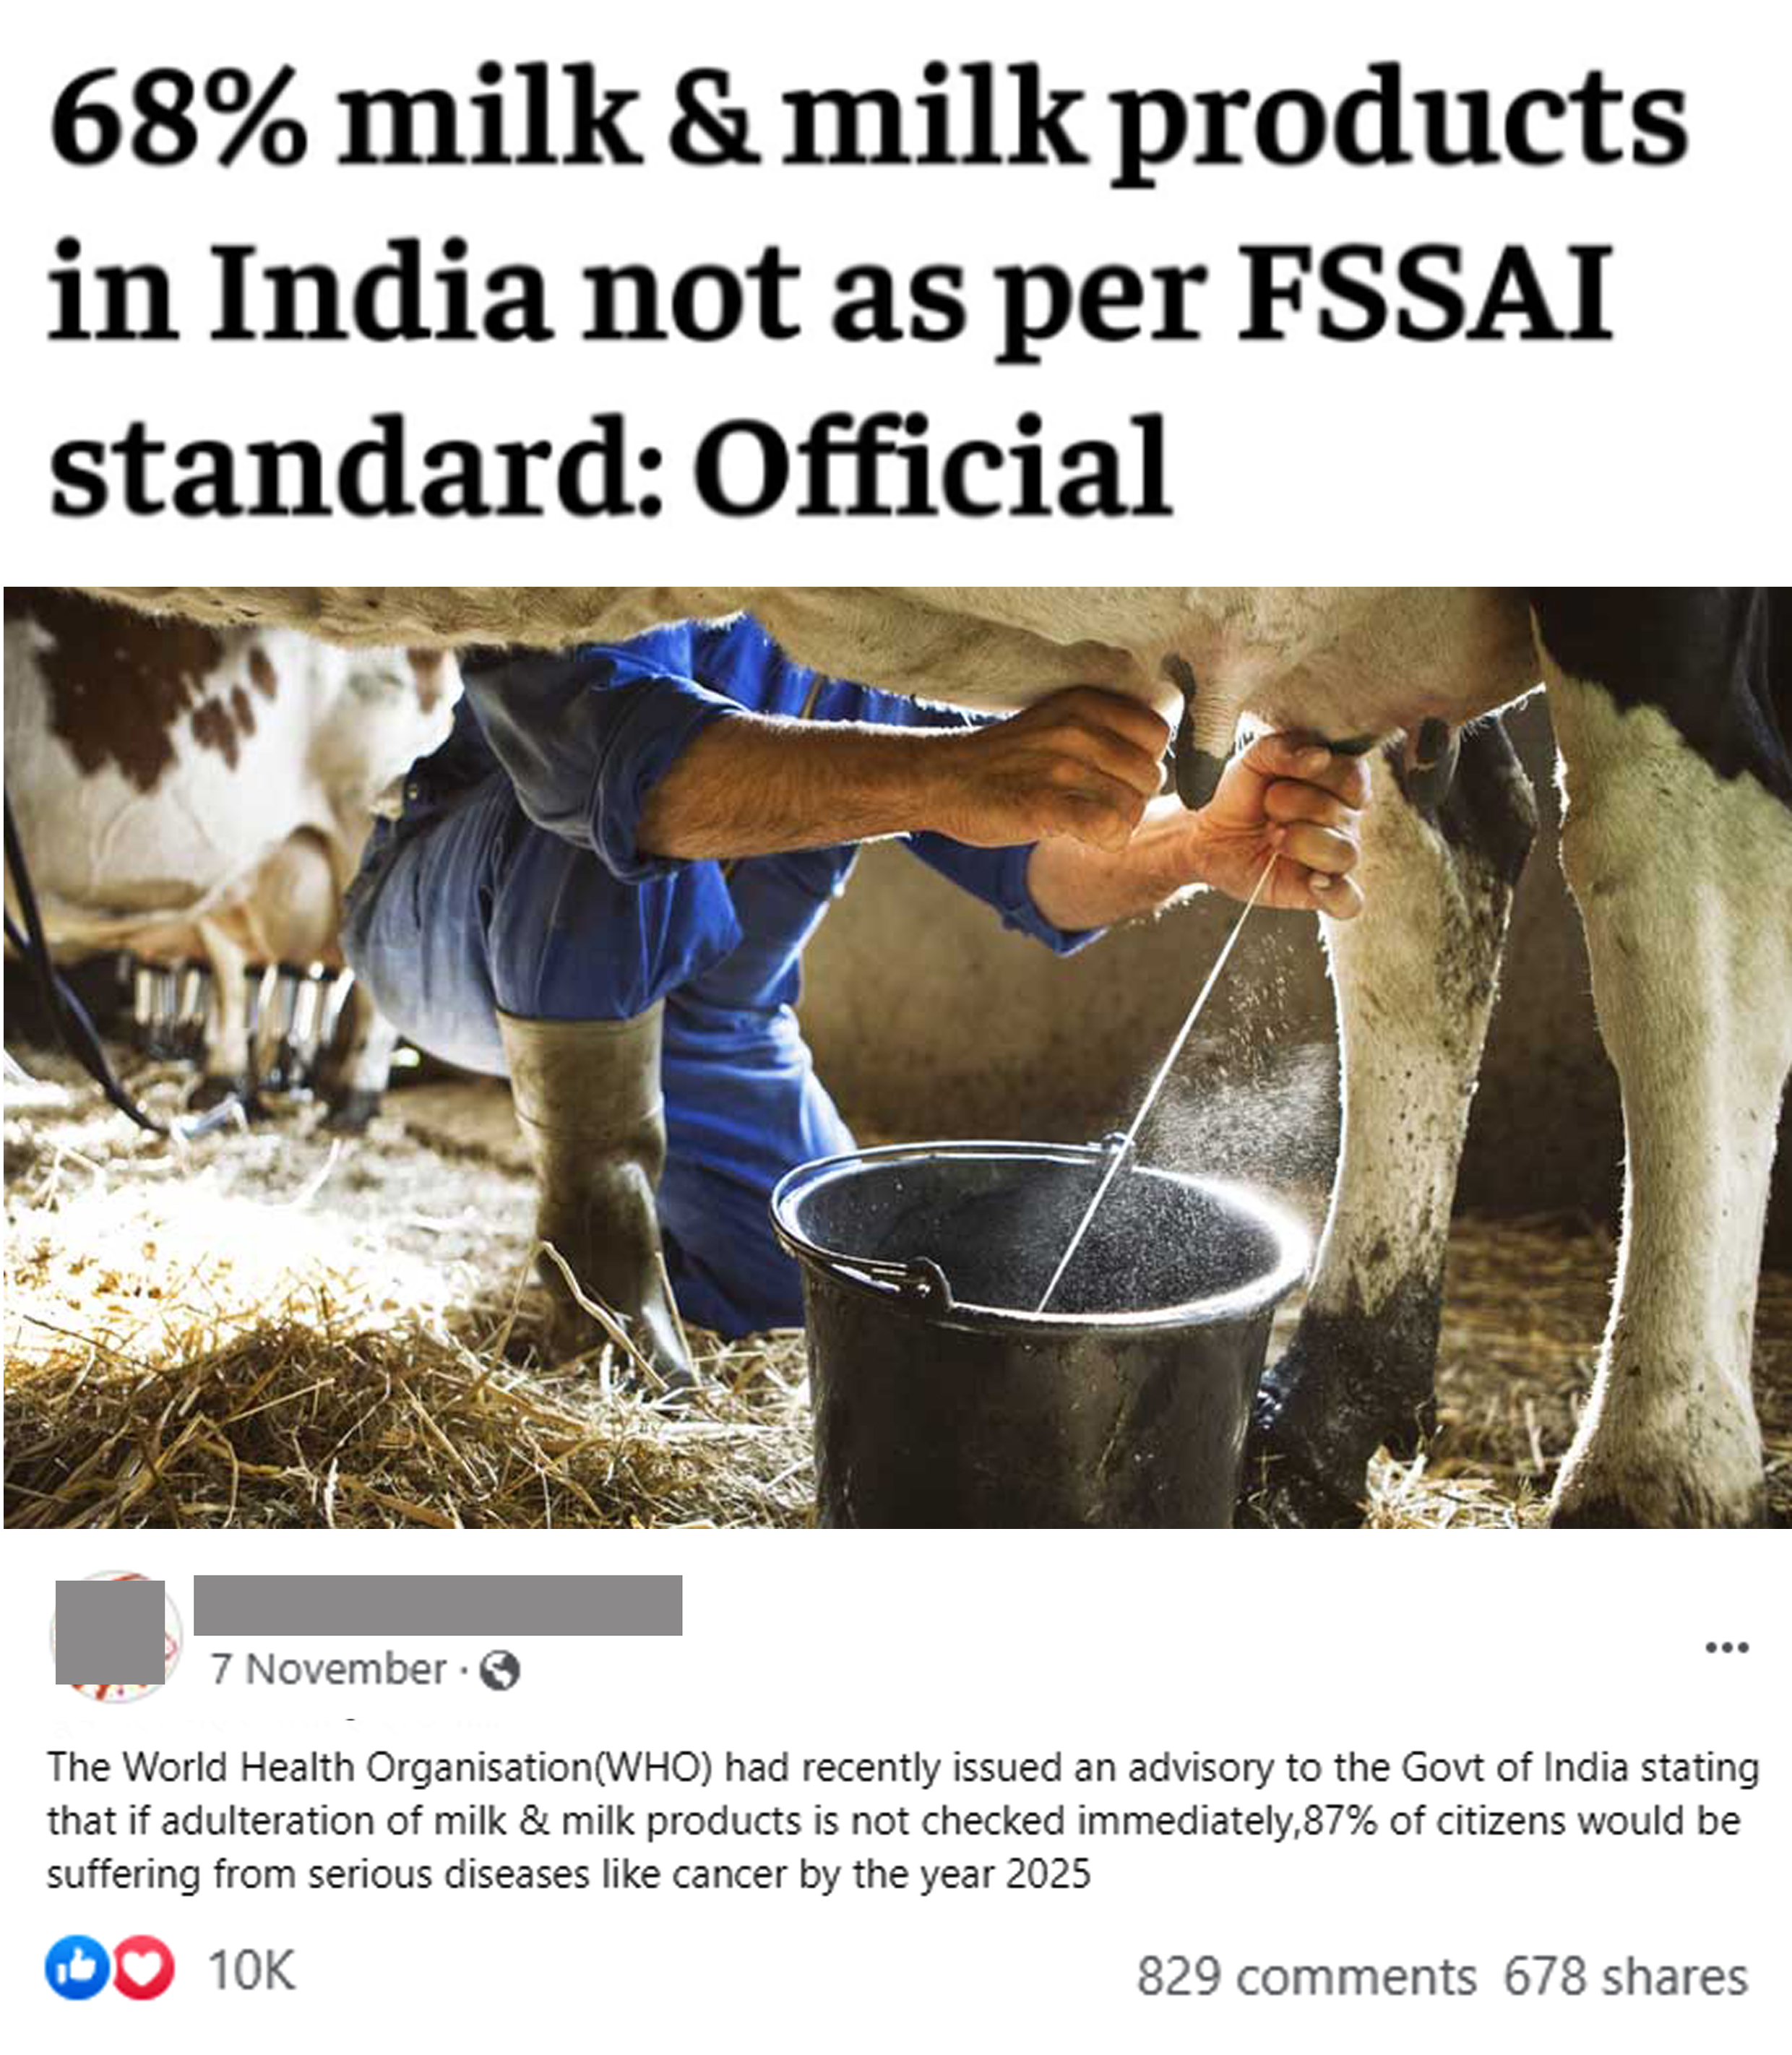 68% milk & milk products
in India not as per FSSAI
standard: Official
7 November ·
The World Health Organisation(WHO) had recently issued an advisory to the Govt of India stating
that if adulteration of milk & milk products is not checked immediately,87% of citizens would be
suffering from serious diseases like cancer by the year 2025
10K
829 comments 678 shares